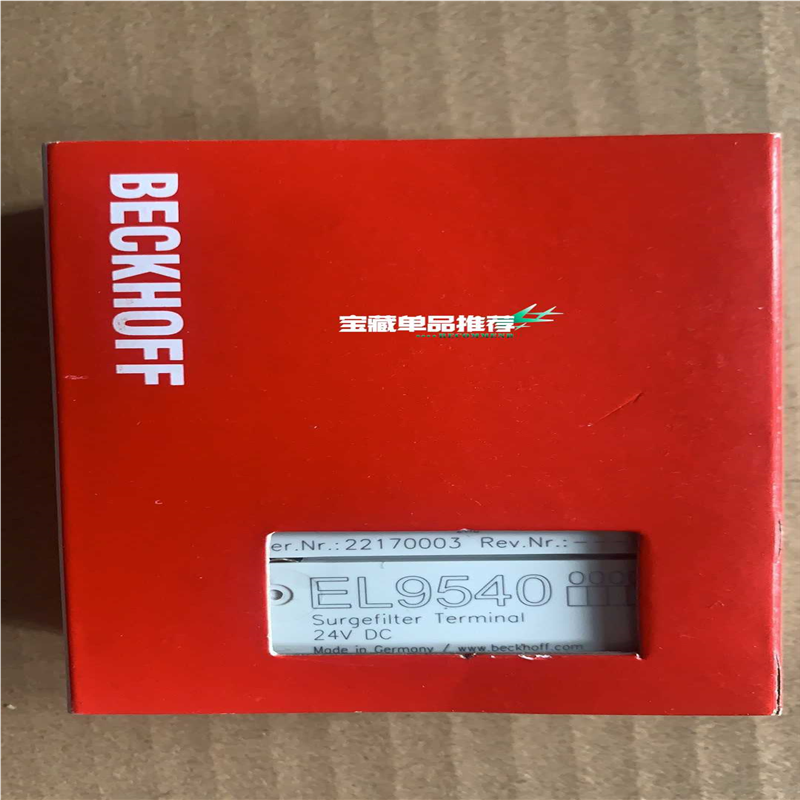 BECKHOFF
宝藏单品推荐
er.Nr.:22170003 Rev.Nr.:-
EL9540
Surgefilter Terminal
24V DC
Made in Germany / www.beckhoff.com